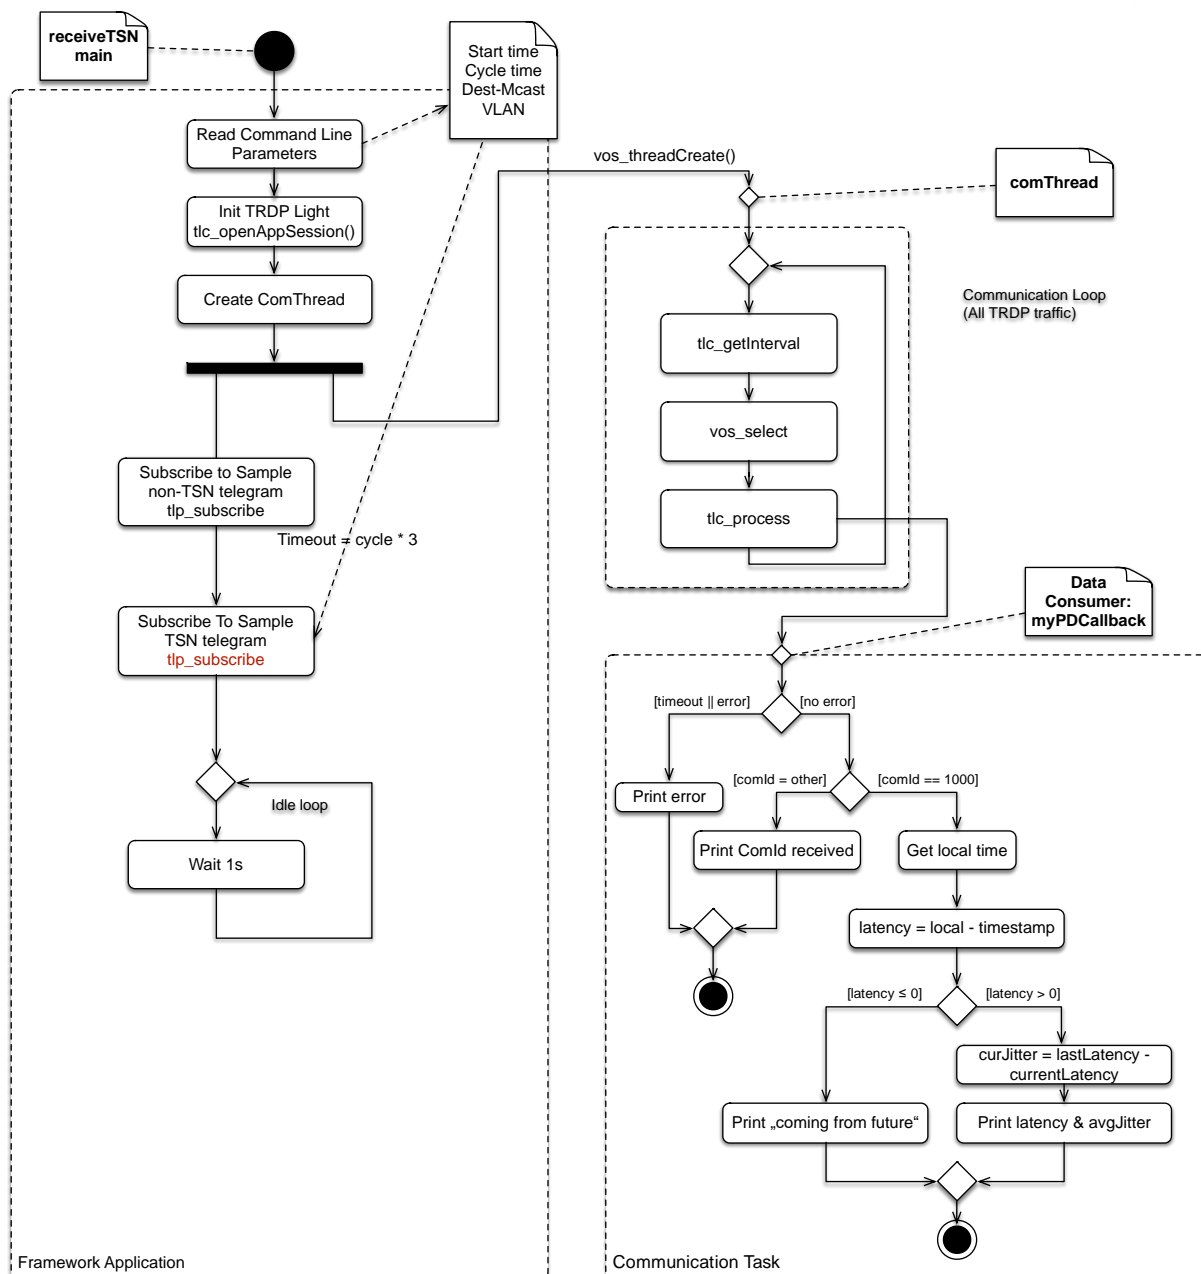 receiveTSN
main
Start time
Cycle time
Dest-Mcast
VLAN
Read Command Line
Parameters
Init TRDP Light
tlc_openAppSession()
Create ComThread
vos_threadCreate()
comThread
Communication Loop
(All TRDP traffic)
tlc_getInterval
vos_select
tlc_process
Subscribe to Sample
non-TSN telegram
tlp_subscribe
Timeout = cycle * 3
Subscribe To Sample
TSN telegram
tlp_subscribe
Idle loop
Wait 1s
Data
Consumer:
myPDCallback
[timeout || error]
[no error]
[comId = other]
[comId == 1000]
Print error
Print ComId received
Get local time
latency = local - timestamp
[latency ≤ 0]
[latency > 0]
curJitter = lastLatency -
currentLatency
Print „coming from future“
Print latency & avgJitter
Framework Application
Communication Task